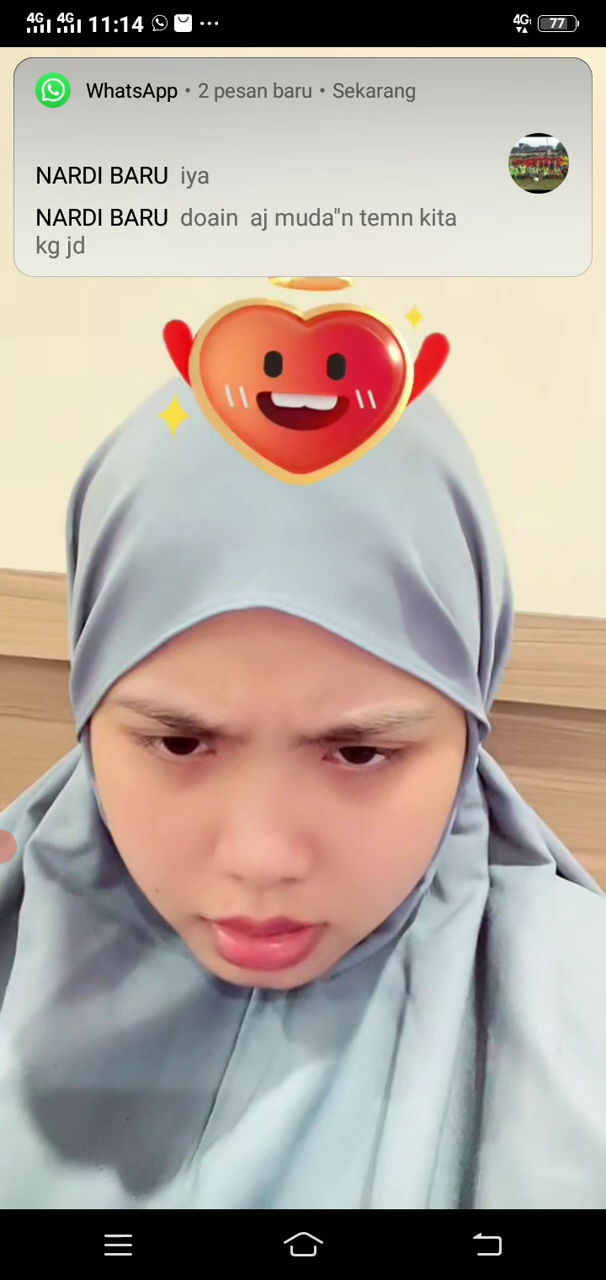 4G 4G 11:14 4G 77
WhatsApp • 2 pesan baru • Sekarang
NARDI BARU iya
NARDI BARU doain aj muda"n temn kita
kg jd